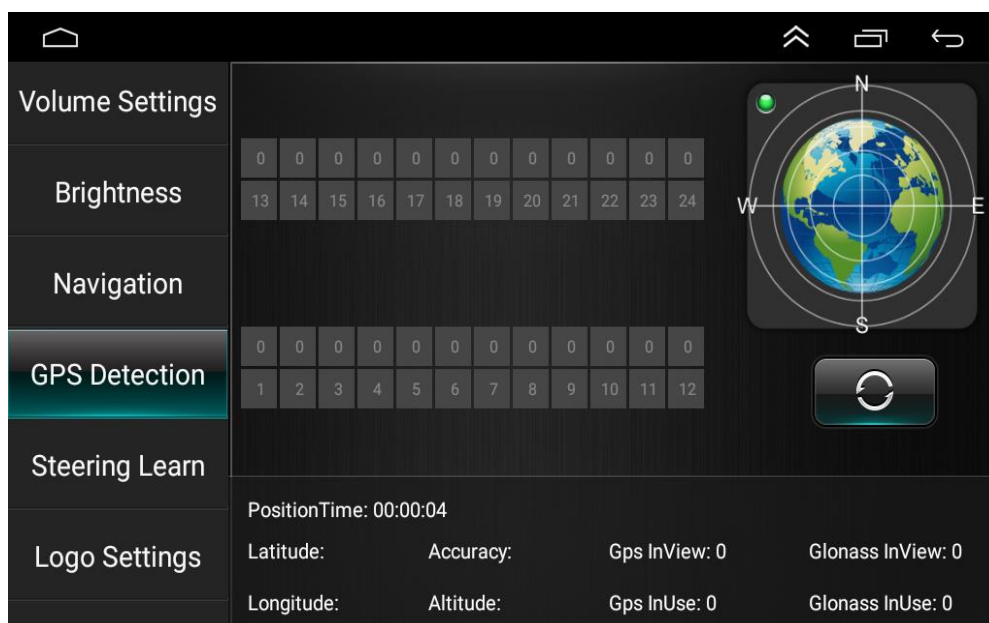 Volume Settings
Brightness
Navigation
GPS Detection
Steering Learn
Logo Settings
0 0 0 0 0 0 0 0 0 0 0 0
13 14 15 16 17 18 19 20 21 22 23 24
0 0 0 0 0 0 0 0 0 0 0 0
1 2 3 4 5 6 7 8 9 10 11 12
N
W E
S
PositionTime: 00:00:04
Latitude: Accuracy: Gps InView: 0 Glonass InView: 0
Longitude: Altitude: Gps InUse: 0 Glonass InUse: 0